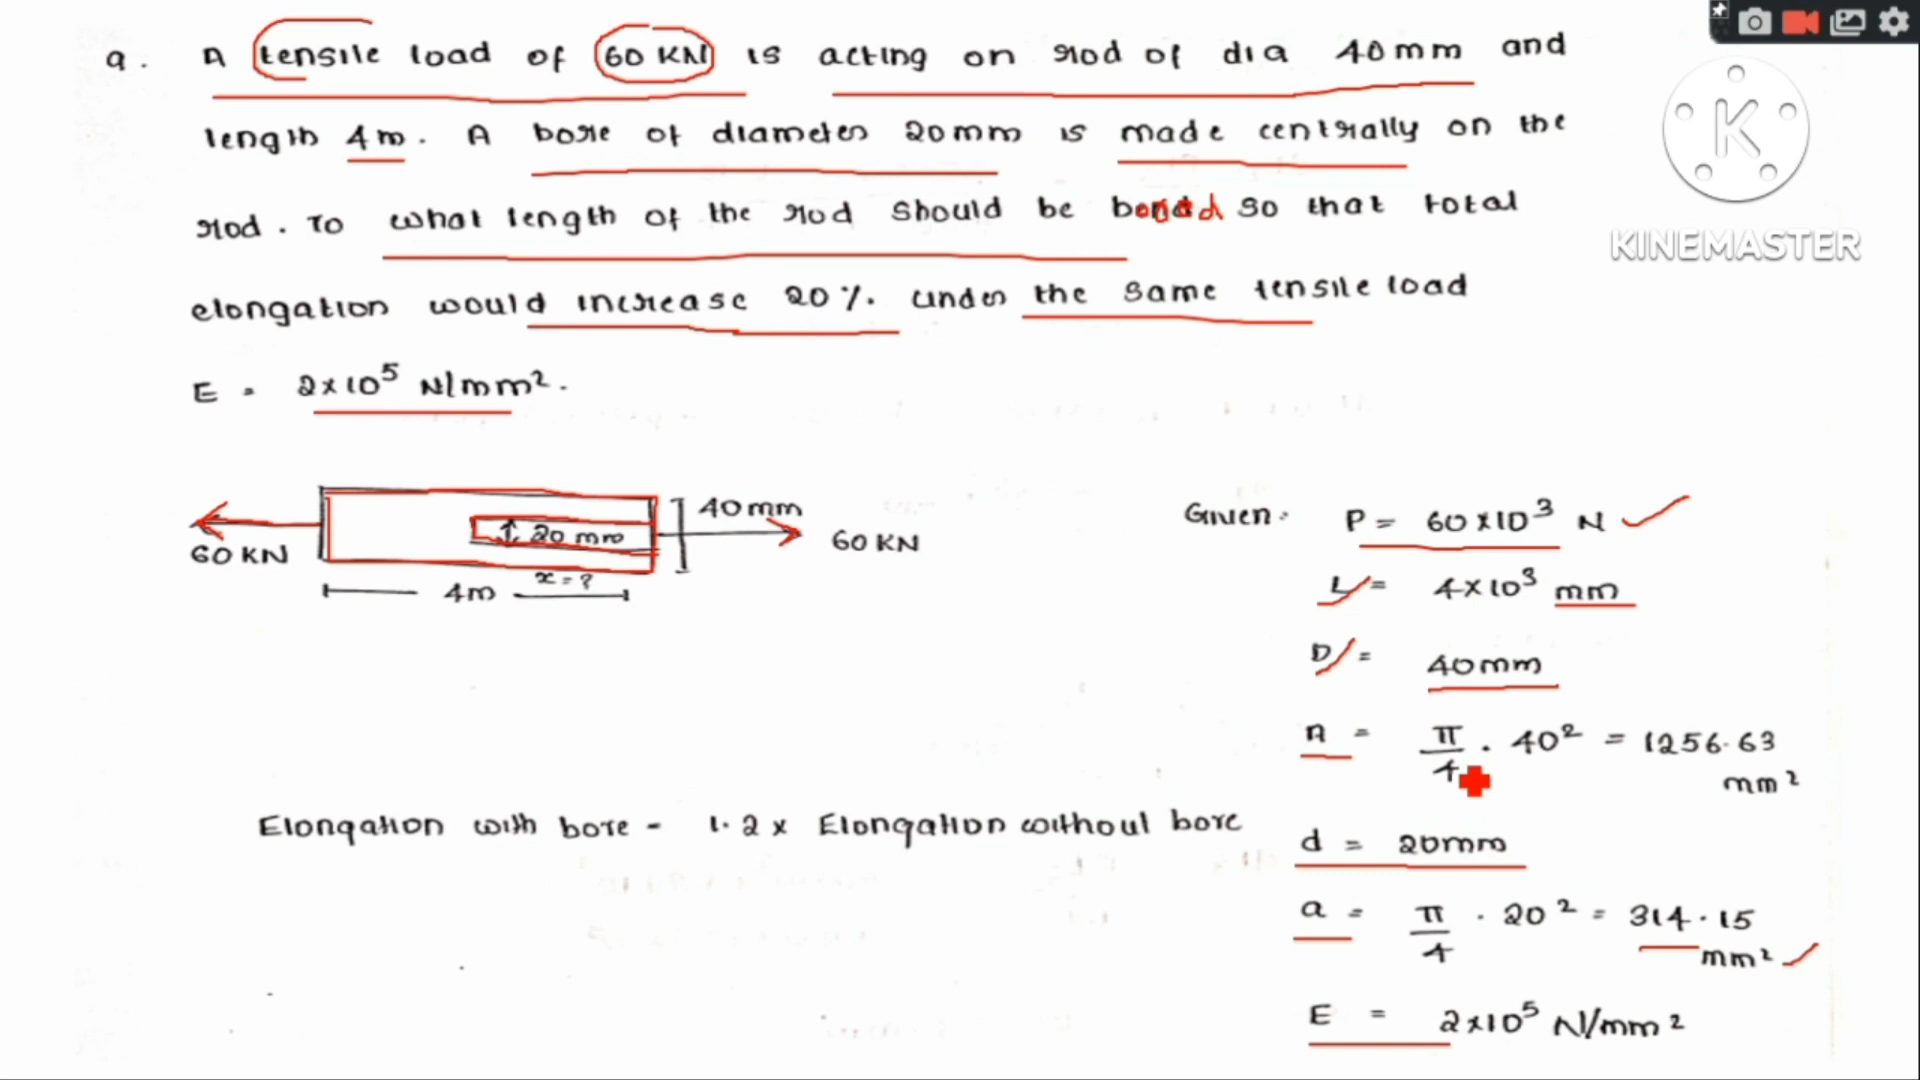 q. A tensile load of 60 KN is acting on rod of dia 40mm and
length 4m. A bore of diameter 20mm is made centrally on the
rod. To what length of the rod should be bored so that total
elongation would increase 20%. under the same tensile load
E = 2×10⁵ N/mm².
40mm
20 mm
60 KN
60 KN
x=?
4m
Given:
P = 60×10³ N
L = 4×10³ mm
D = 40mm
A = π/4 . 40² = 1256.63 mm²
Elongation with bore = 1.2 x Elongation without bore
d = 20mm
a = π/4 . 20² = 314.15 mm²
E = 2×10⁵ N/mm²
K
KINEMASTER